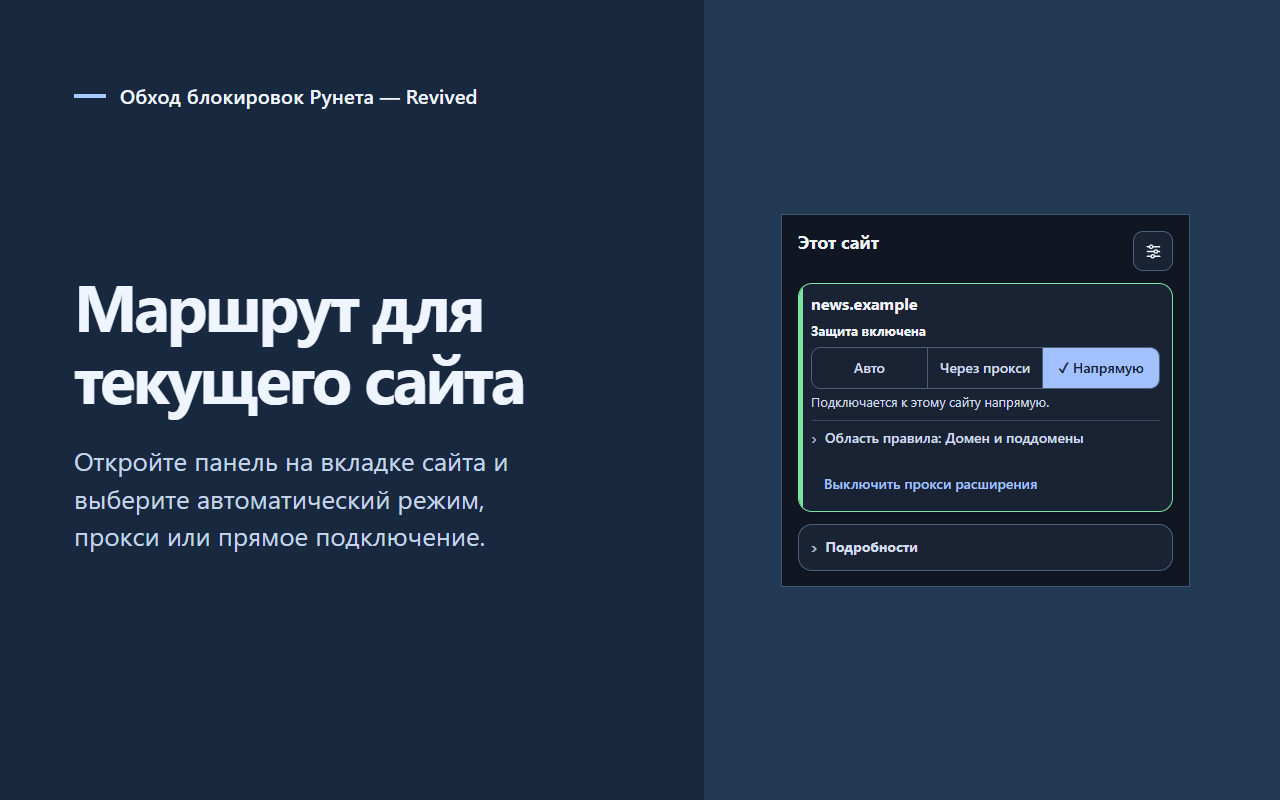 Обход блокировок Рунета — Revived
Маршрут для
текущего сайта
Откройте панель на вкладке сайта и
выберите автоматический режим,
прокси или прямое подключение.
Этот сайт
news.example
Защита включена
Авто
Через прокси
✓ Напрямую
Подключается к этому сайту напрямую.
› Область правила: Домен и поддомены
Выключить прокси расширения
› Подробности